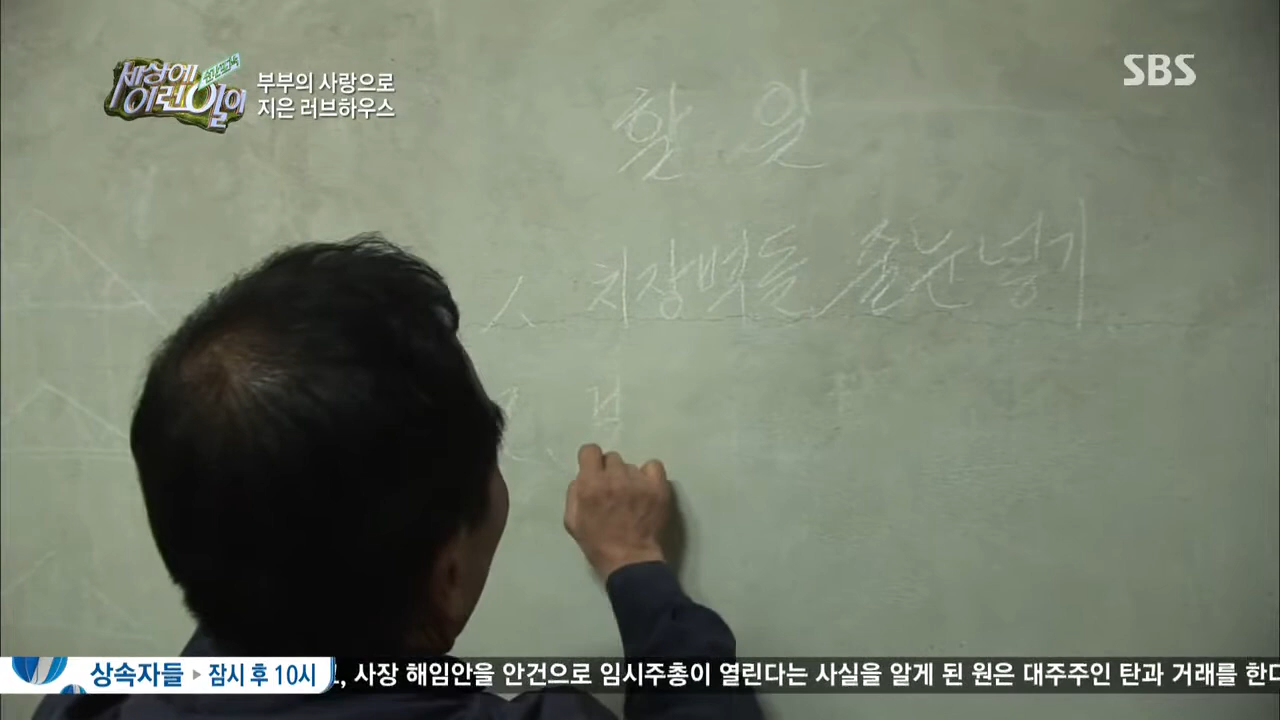 세상에
이런일이
부부의 사랑으로
지은 러브하우스
SBS
할 일
치장벽돌 줄눈넣기
2.
상속자들 ▶ 잠시 후 10시
, 사장 해임안을 안건으로 임시주총이 열린다는 사실을 알게 된 원은 대주주인 탄과 거래를 한다